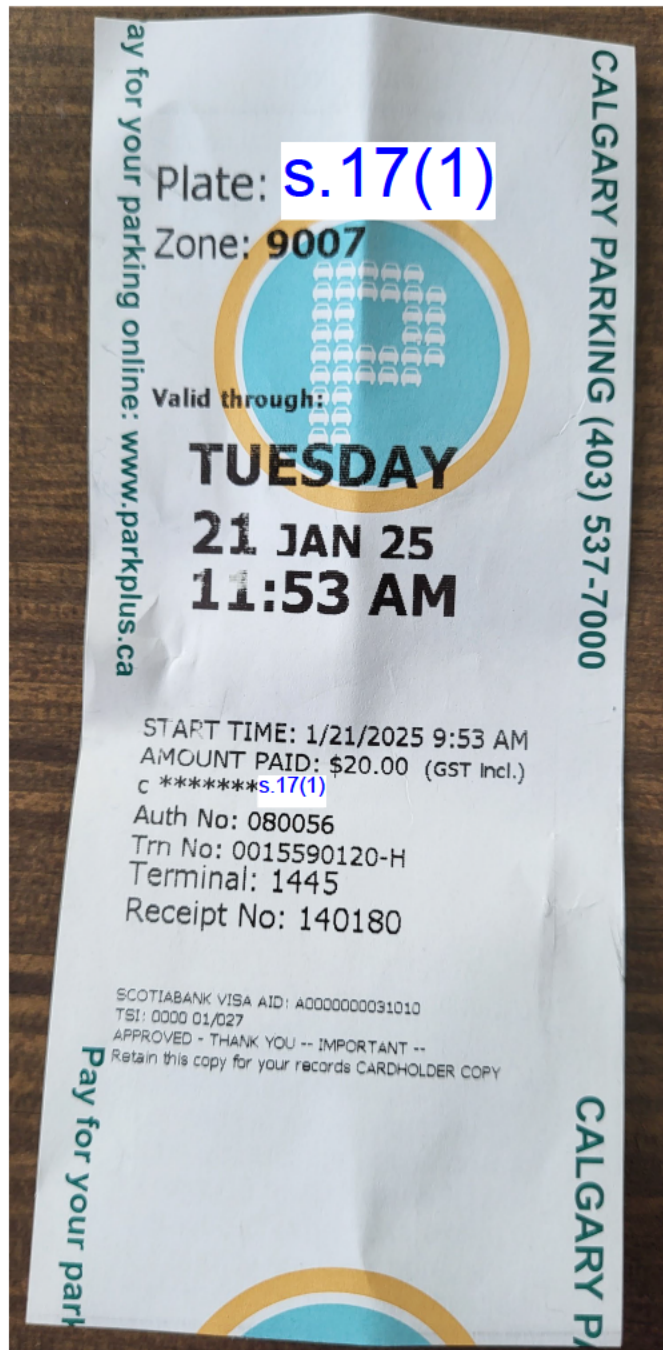 Plate: s.17(1)
Zone: 9007
Valid through:
TUESDAY
21 JAN 25
11:53 AM
START TIME: 1/21/2025 9:53 AM
AMOUNT PAID: $20.00 (GST Incl.)
C *******s.17(1)
Auth No: 080056
Trn No: 0015590120-H
Terminal: 1445
Receipt No: 140180
SCOTIABANK VISA AID: A0000000031010
TSI: 0000 01/027
APPROVED - THANK YOU -- IMPORTANT --
Retain this copy for your records CARDHOLDER COPY
ay for your parking online: www.parkplus.ca
Pay for your park
CALGARY PARKING (403) 537-7000
CALGARY PA